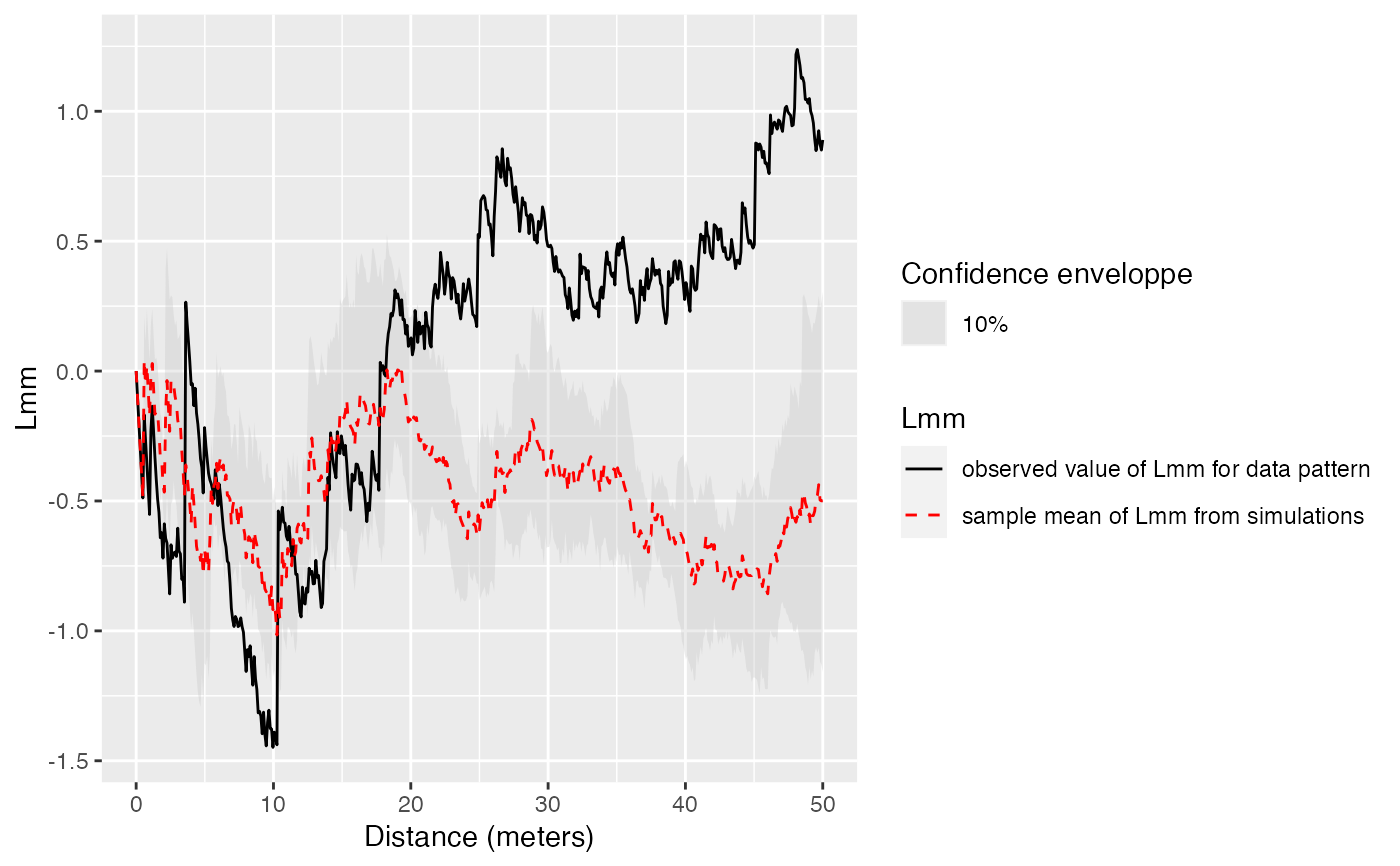 1.0
0.5
0.0
-0.5
-1.0
-1.5
Lmm
0 10 20 30 40 50
Distance (meters)
Confidence enveloppe
10%
Lmm
observed value of Lmm for data pattern
sample mean of Lmm from simulations